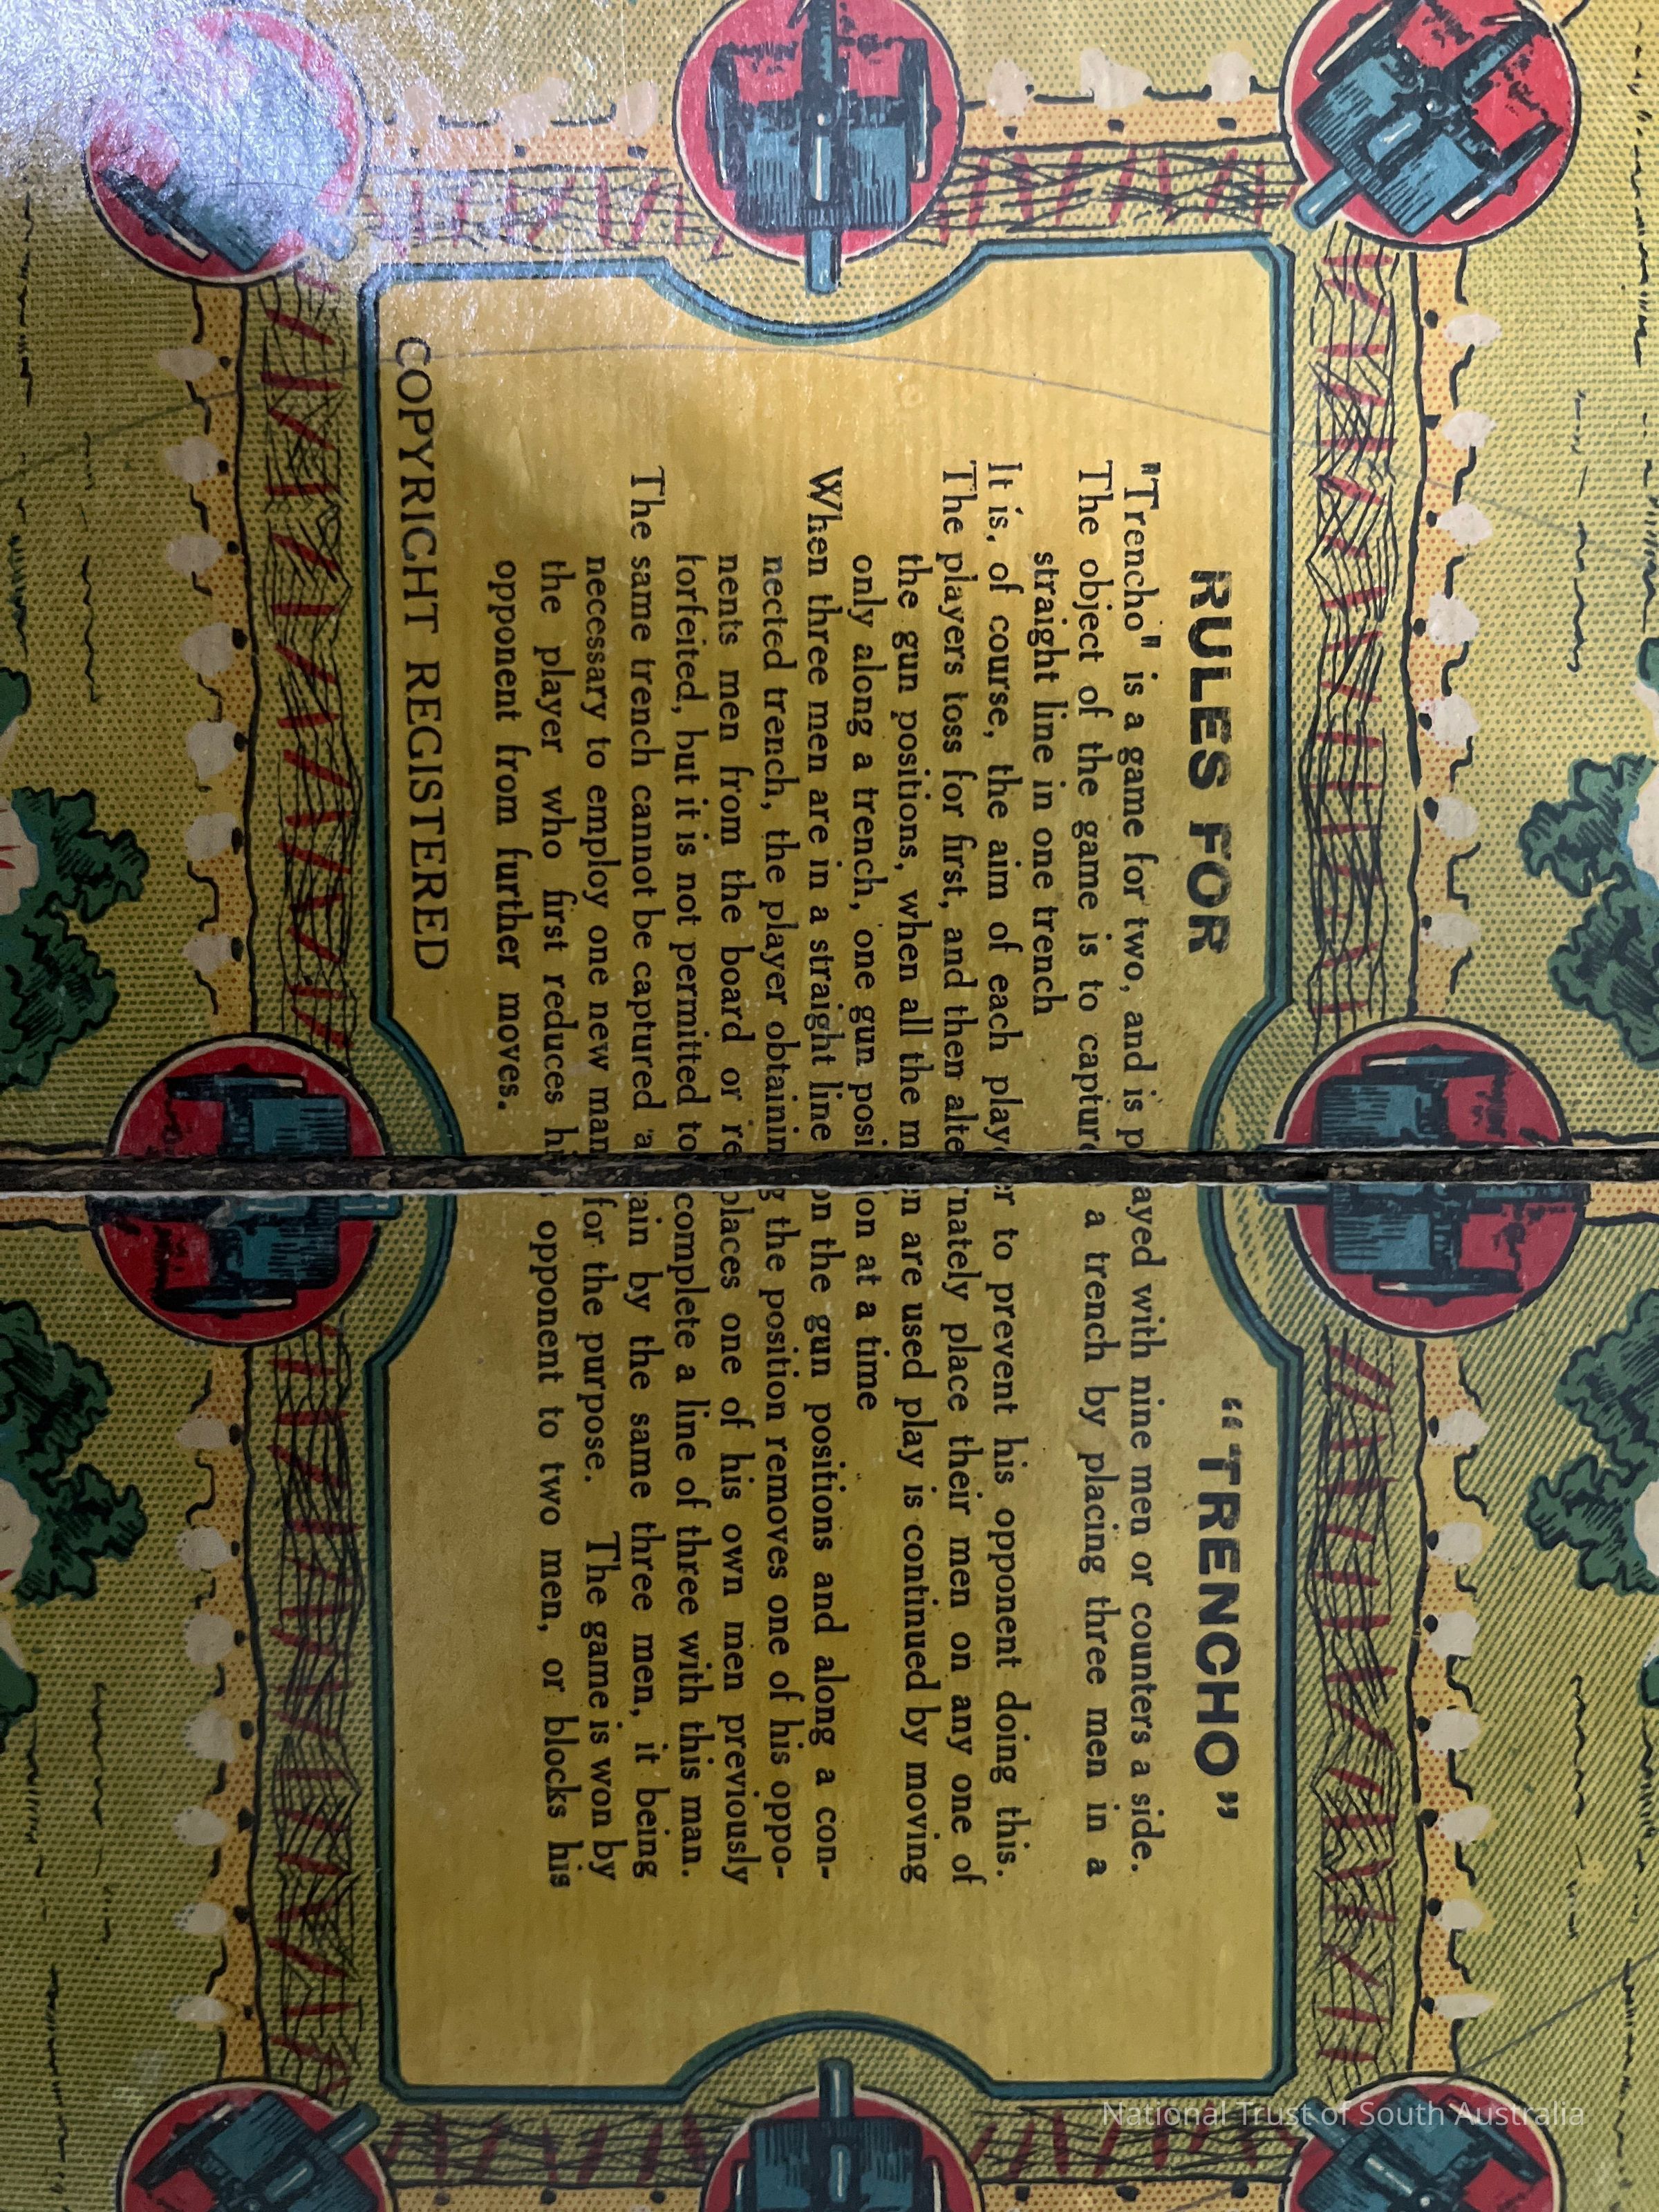 RULES FOR "TRENCHO"
"Trencho" is a game for two, and is played with nine men or counters a side.
The object of the game is to capture a trench by placing three men in a
straight line in one trench
It is, of course, the aim of each player to prevent his opponent doing this.
The players toss for first, and then alternately place their men on any one of
the gun positions, when all the men are used play is continued by moving
only along a trench, one gun position at a time
When three men are in a straight line on the gun positions and along a con-
nected trench, the player obtaining the position removes one of his oppo-
nents men from the board or replaces one of his own men previously
forfeited, but it is not permitted to complete a line of three with this man.
The same trench cannot be captured again by the same three men, it being
necessary to employ one new man for the purpose. The game is won by
the player who first reduces his opponent to two men, or blocks his
opponent from further moves.
COPYRIGHT REGISTERED
National Trust of South Australia